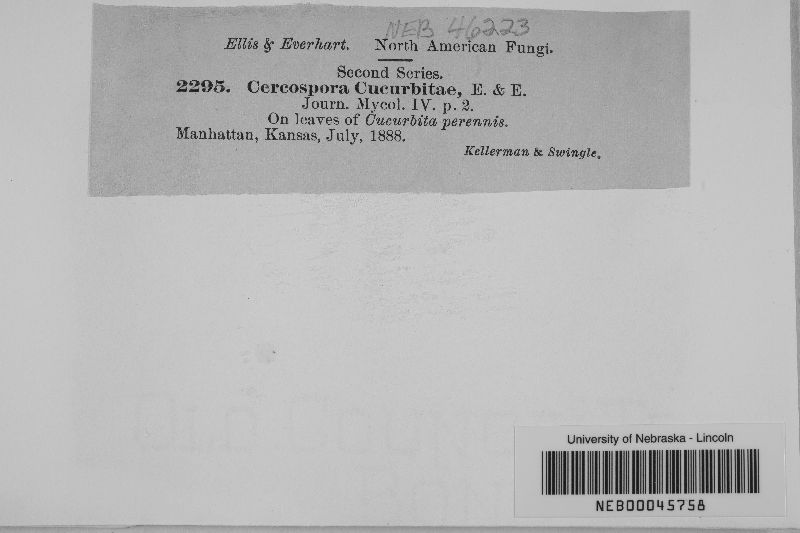 NEB 46223
Ellis & Everhart. North American Fungi.
Second Series.
2295. Cercospora Cucurbitae, E. & E.
Journ. Mycol. IV. p. 2.
On leaves of Cucurbita perennis.
Manhattan, Kansas, July, 1888.
Kellerman & Swingle.
University of Nebraska - Lincoln
NEB00045758